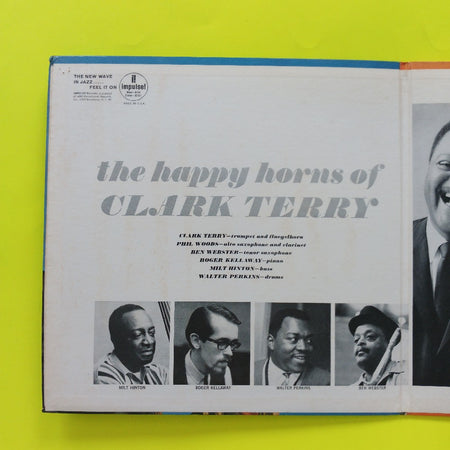 THE NEW WAVE
IN JAZZ......
FEEL IT ON
impulse!
MADE IN U.S.A.
the happy horns of
CLARK TERRY
CLARK TERRY—trumpet and fluegelhorn
PHIL WOODS—alto saxophone and clarinet
BEN WEBSTER—tenor saxophone
ROGER KELLAWAY—piano
MILT HINTON—bass
WALTER PERKINS—drums
MILT HINTON
ROGER KELLAWAY
WALTER PERKINS
BEN WEBSTER